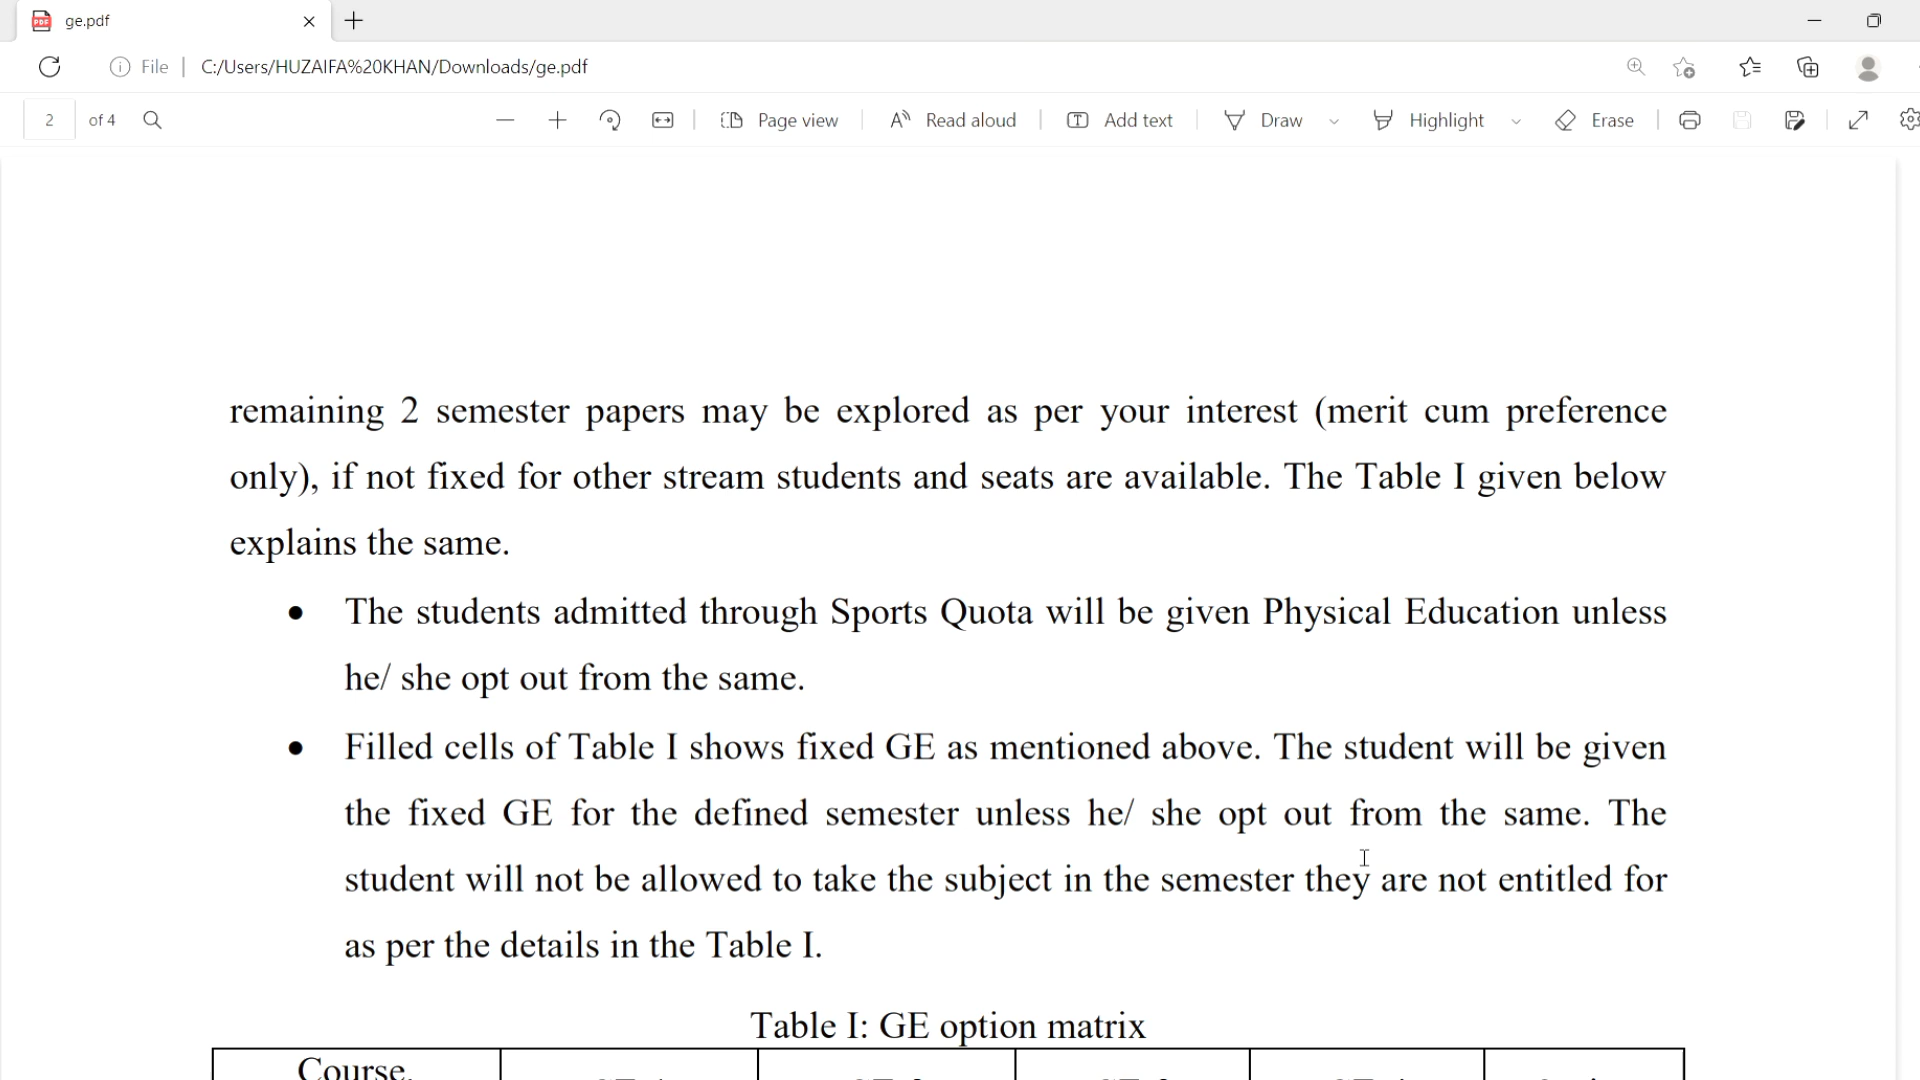 ge.pdf
File | C:/Users/HUZAIFA%20KHAN/Downloads/ge.pdf
2 of 4 Page view Read aloud Add text Draw Highlight Erase
remaining 2 semester papers may be explored as per your interest (merit cum preference
only), if not fixed for other stream students and seats are available. The Table I given below
explains the same.
• The students admitted through Sports Quota will be given Physical Education unless
he/ she opt out from the same.
• Filled cells of Table I shows fixed GE as mentioned above. The student will be given
the fixed GE for the defined semester unless he/ she opt out from the same. The
student will not be allowed to take the subject in the semester they are not entitled for
as per the details in the Table I.
Table I: GE option matrix
Course,